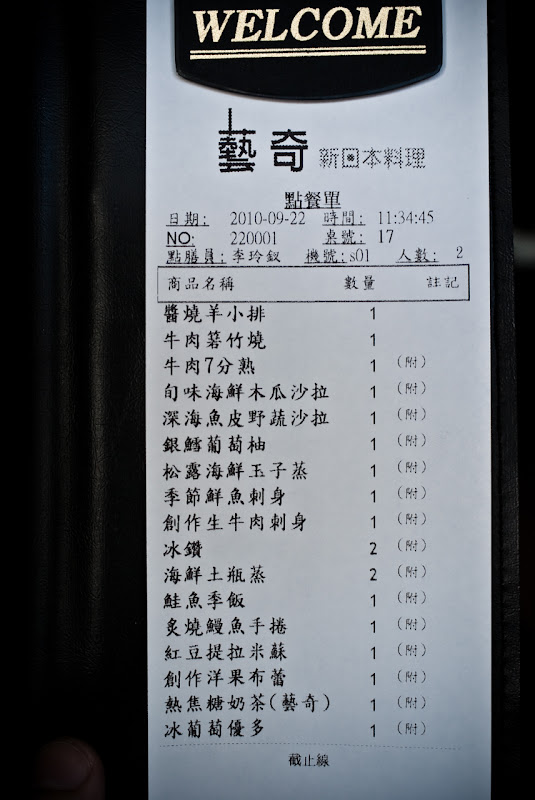 WELCOME
藝奇 新日本料理
點餐單
日期: 2010-09-22 時間: 11:34:45
NO: 220001 桌號: 17
點膳員: 李玲釵 機號: s01 人數: 2
商品名稱 數量 註記
醬燒羊小排 1
牛肉箬竹燒 1
牛肉7分熟 1 (附)
旬味海鮮木瓜沙拉 1 (附)
深海魚皮野蔬沙拉 1 (附)
銀鱈葡萄柚 1 (附)
松露海鮮玉子蒸 1 (附)
季節鮮魚刺身 1 (附)
創作生牛肉刺身 1 (附)
冰鑽 2 (附)
海鮮土瓶蒸 2 (附)
鮭魚季飯 1 (附)
炙燒鰻魚手捲 1 (附)
紅豆提拉米蘇 1 (附)
創作洋果布蕾 1 (附)
熱焦糖奶茶(藝奇) 1 (附)
冰葡萄優多 1 (附)
截止線